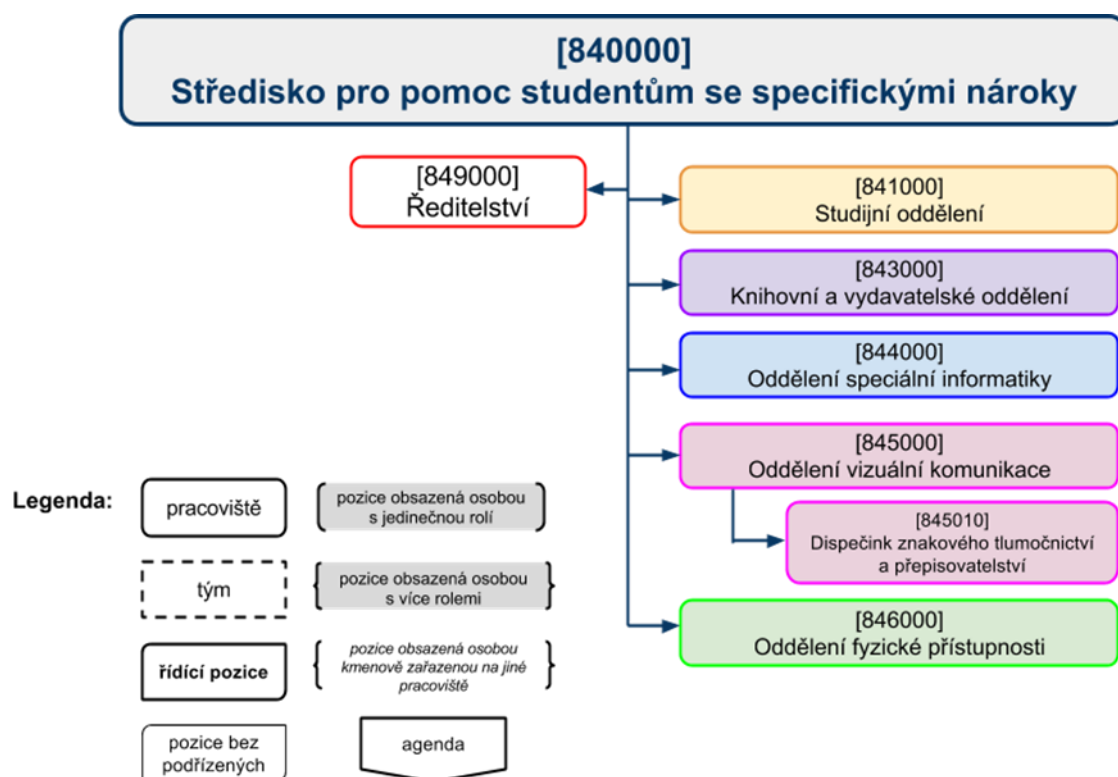 [840000]
Středisko pro pomoc studentům se specifickými nároky
[849000]
Ředitelství
[841000]
Studijní oddělení
[843000]
Knihovní a vydavatelské oddělení
[844000]
Oddělení speciální informatiky
[845000]
Oddělení vizuální komunikace
[845010]
Dispečink znakového tlumočnictví
a přepisovatelství
[846000]
Oddělení fyzické přístupnosti
Legenda:
pracoviště
pozice obsazená osobou
s jedinečnou rolí
tým
pozice obsazená osobou
s více rolemi
řídící pozice
pozice obsazená osobou
kmenově zařazenou na jiné
pracoviště
pozice bez
podřízených
agenda